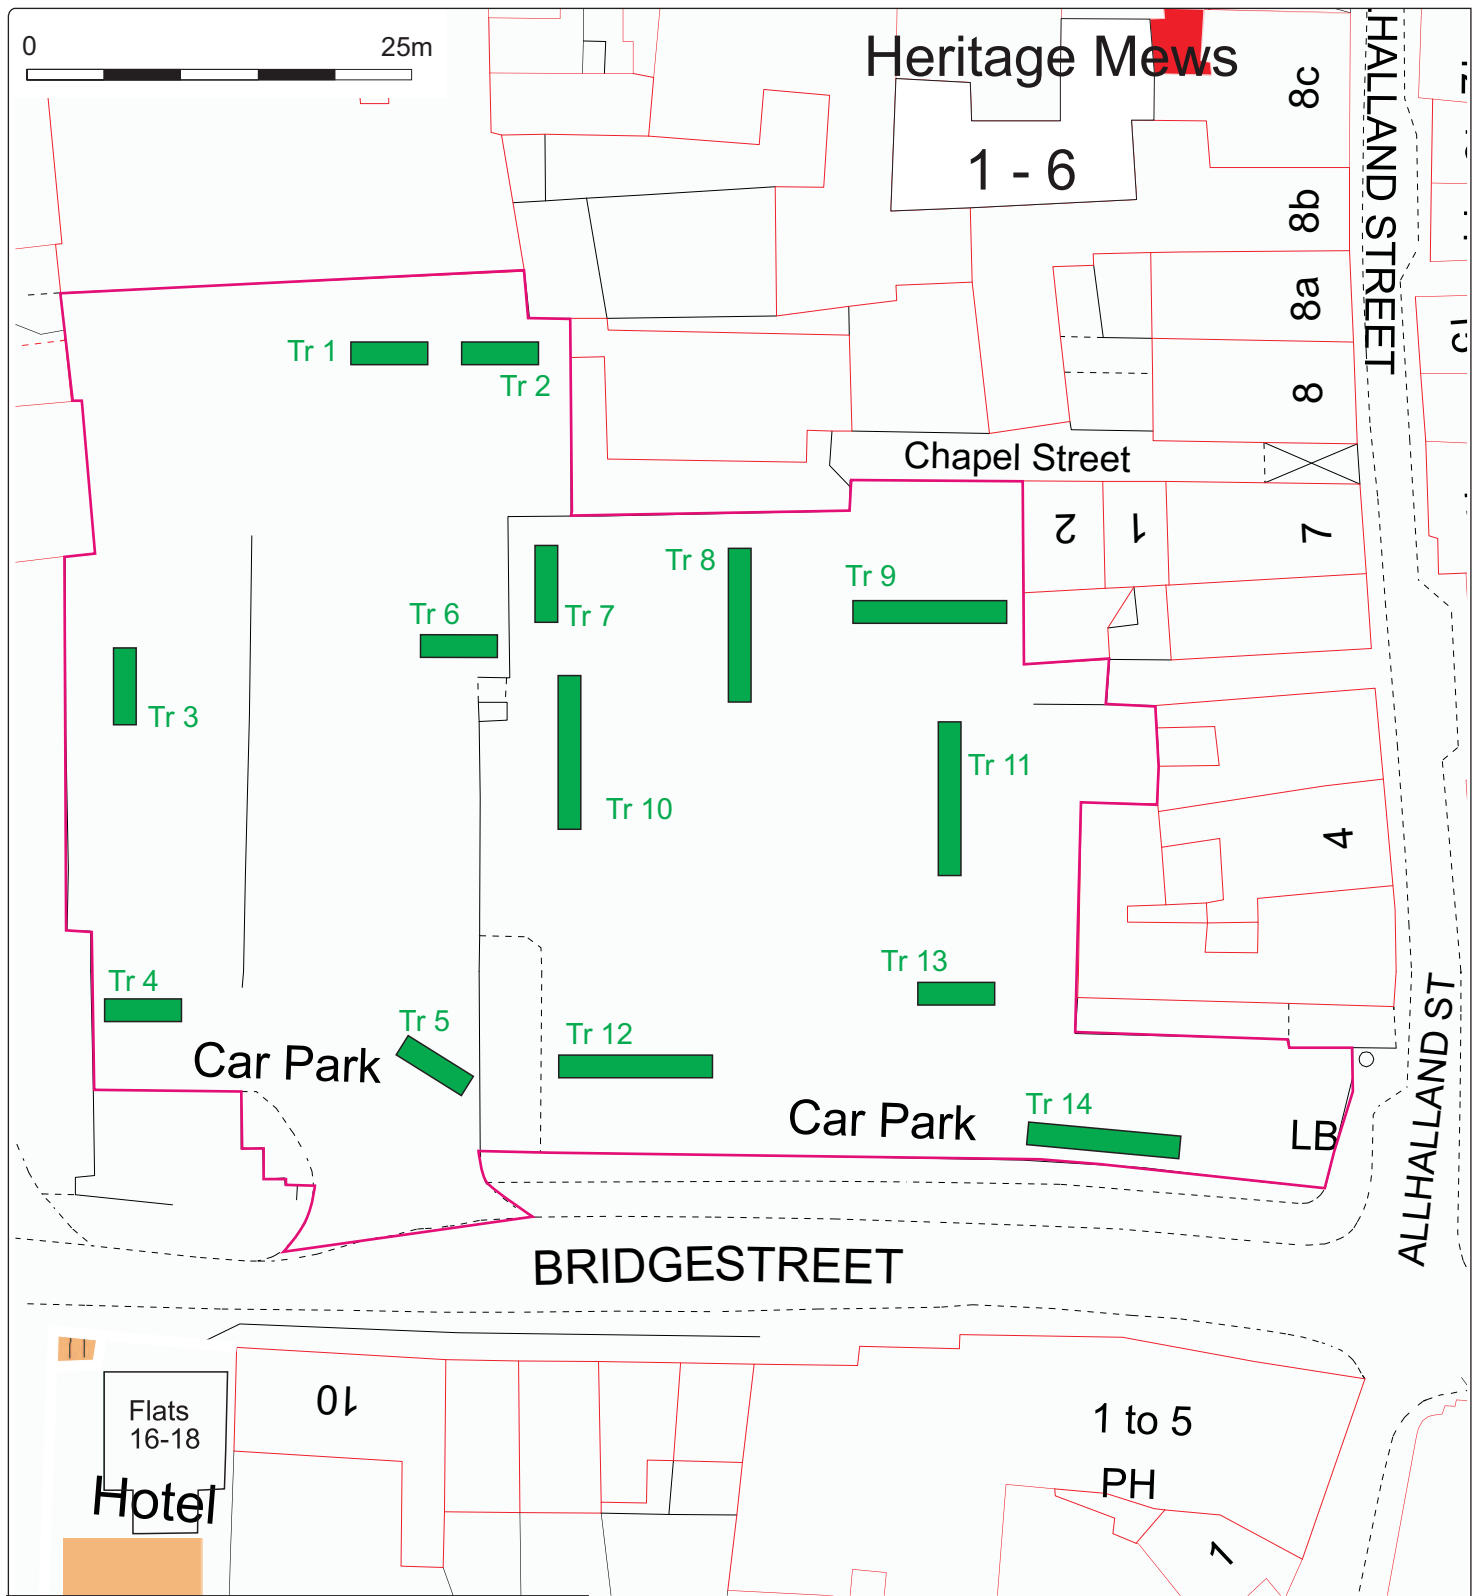 0 25m
Heritage Mews
1 - 6
8c
HALLAND STREET
8b
8a
8
Tr 1
Tr 2
Chapel Street
2
1
7
Tr 8
Tr 9
Tr 6
Tr 7
Tr 3
Tr 11
Tr 10
4
Tr 13
Tr 4
Tr 5
Tr 12
Car Park
Car Park
Tr 14
LB
ALLHALLAND ST
BRIDGESTREET
Flats
16-18
Hotel
10
1 to 5
PH
1